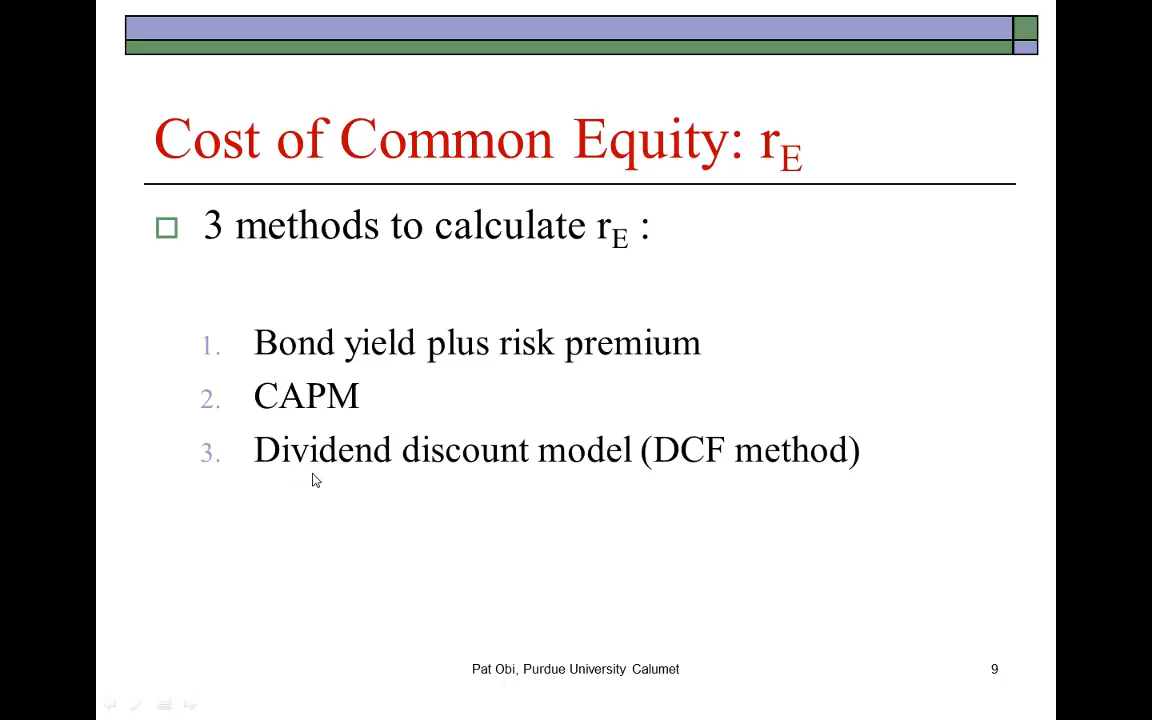 Cost of Common Equity: rE
3 methods to calculate rE :
1. Bond yield plus risk premium
2. CAPM
3. Dividend discount model (DCF method)
Pat Obi, Purdue University Calumet 9